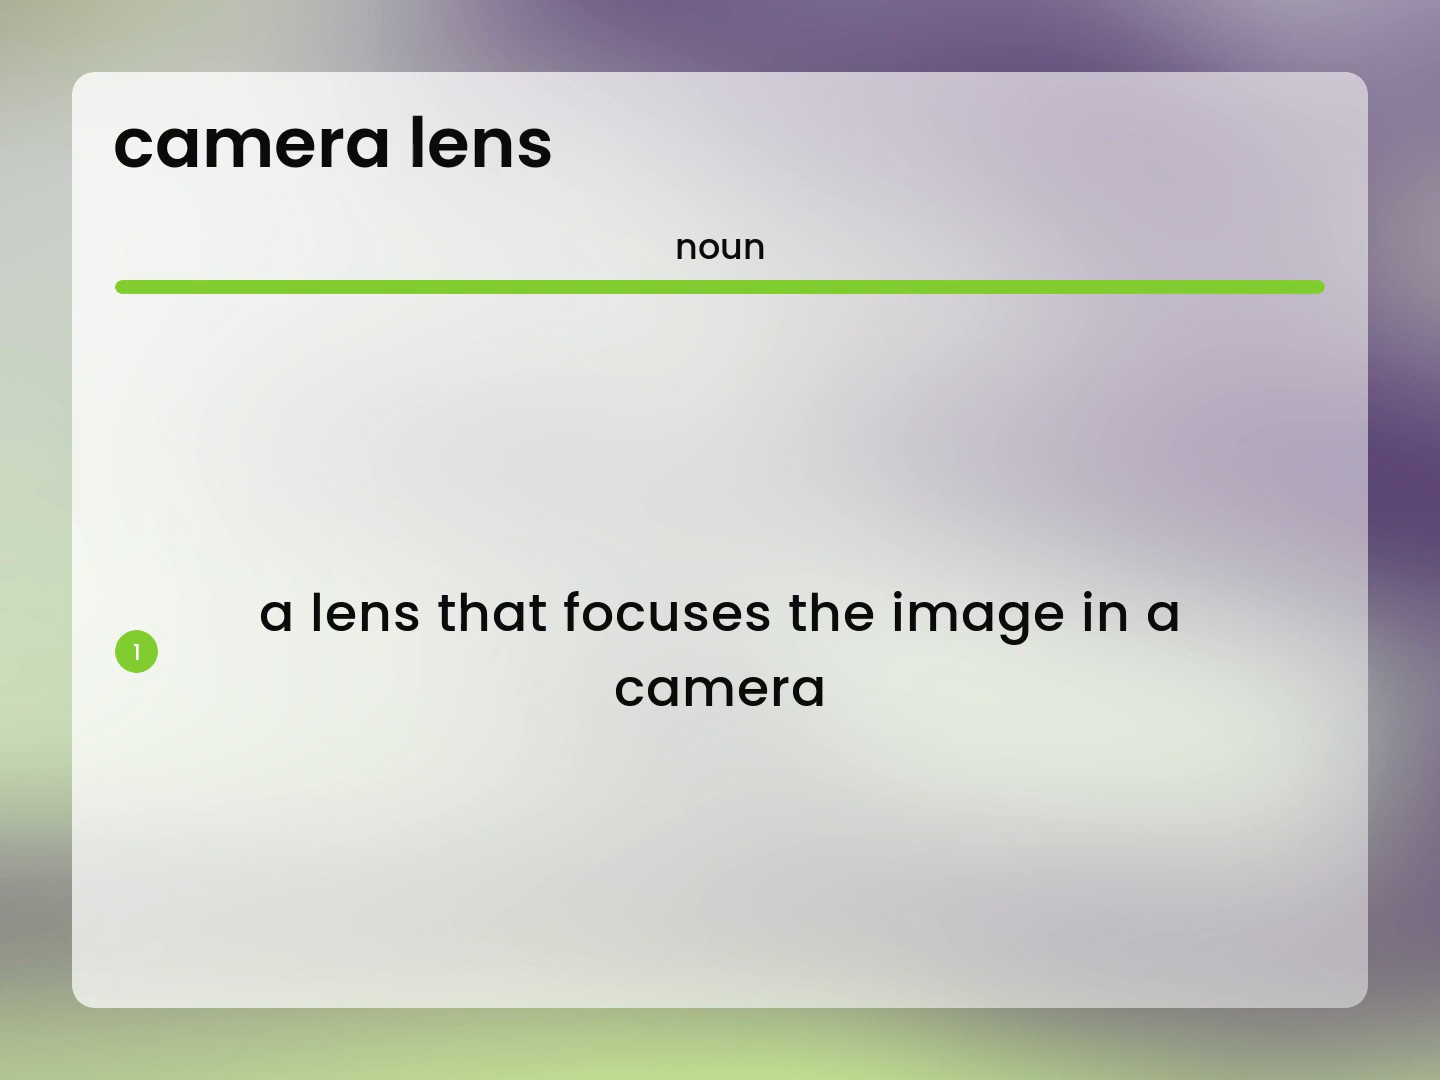 camera lens
noun
1
a lens that focuses the image in a
camera